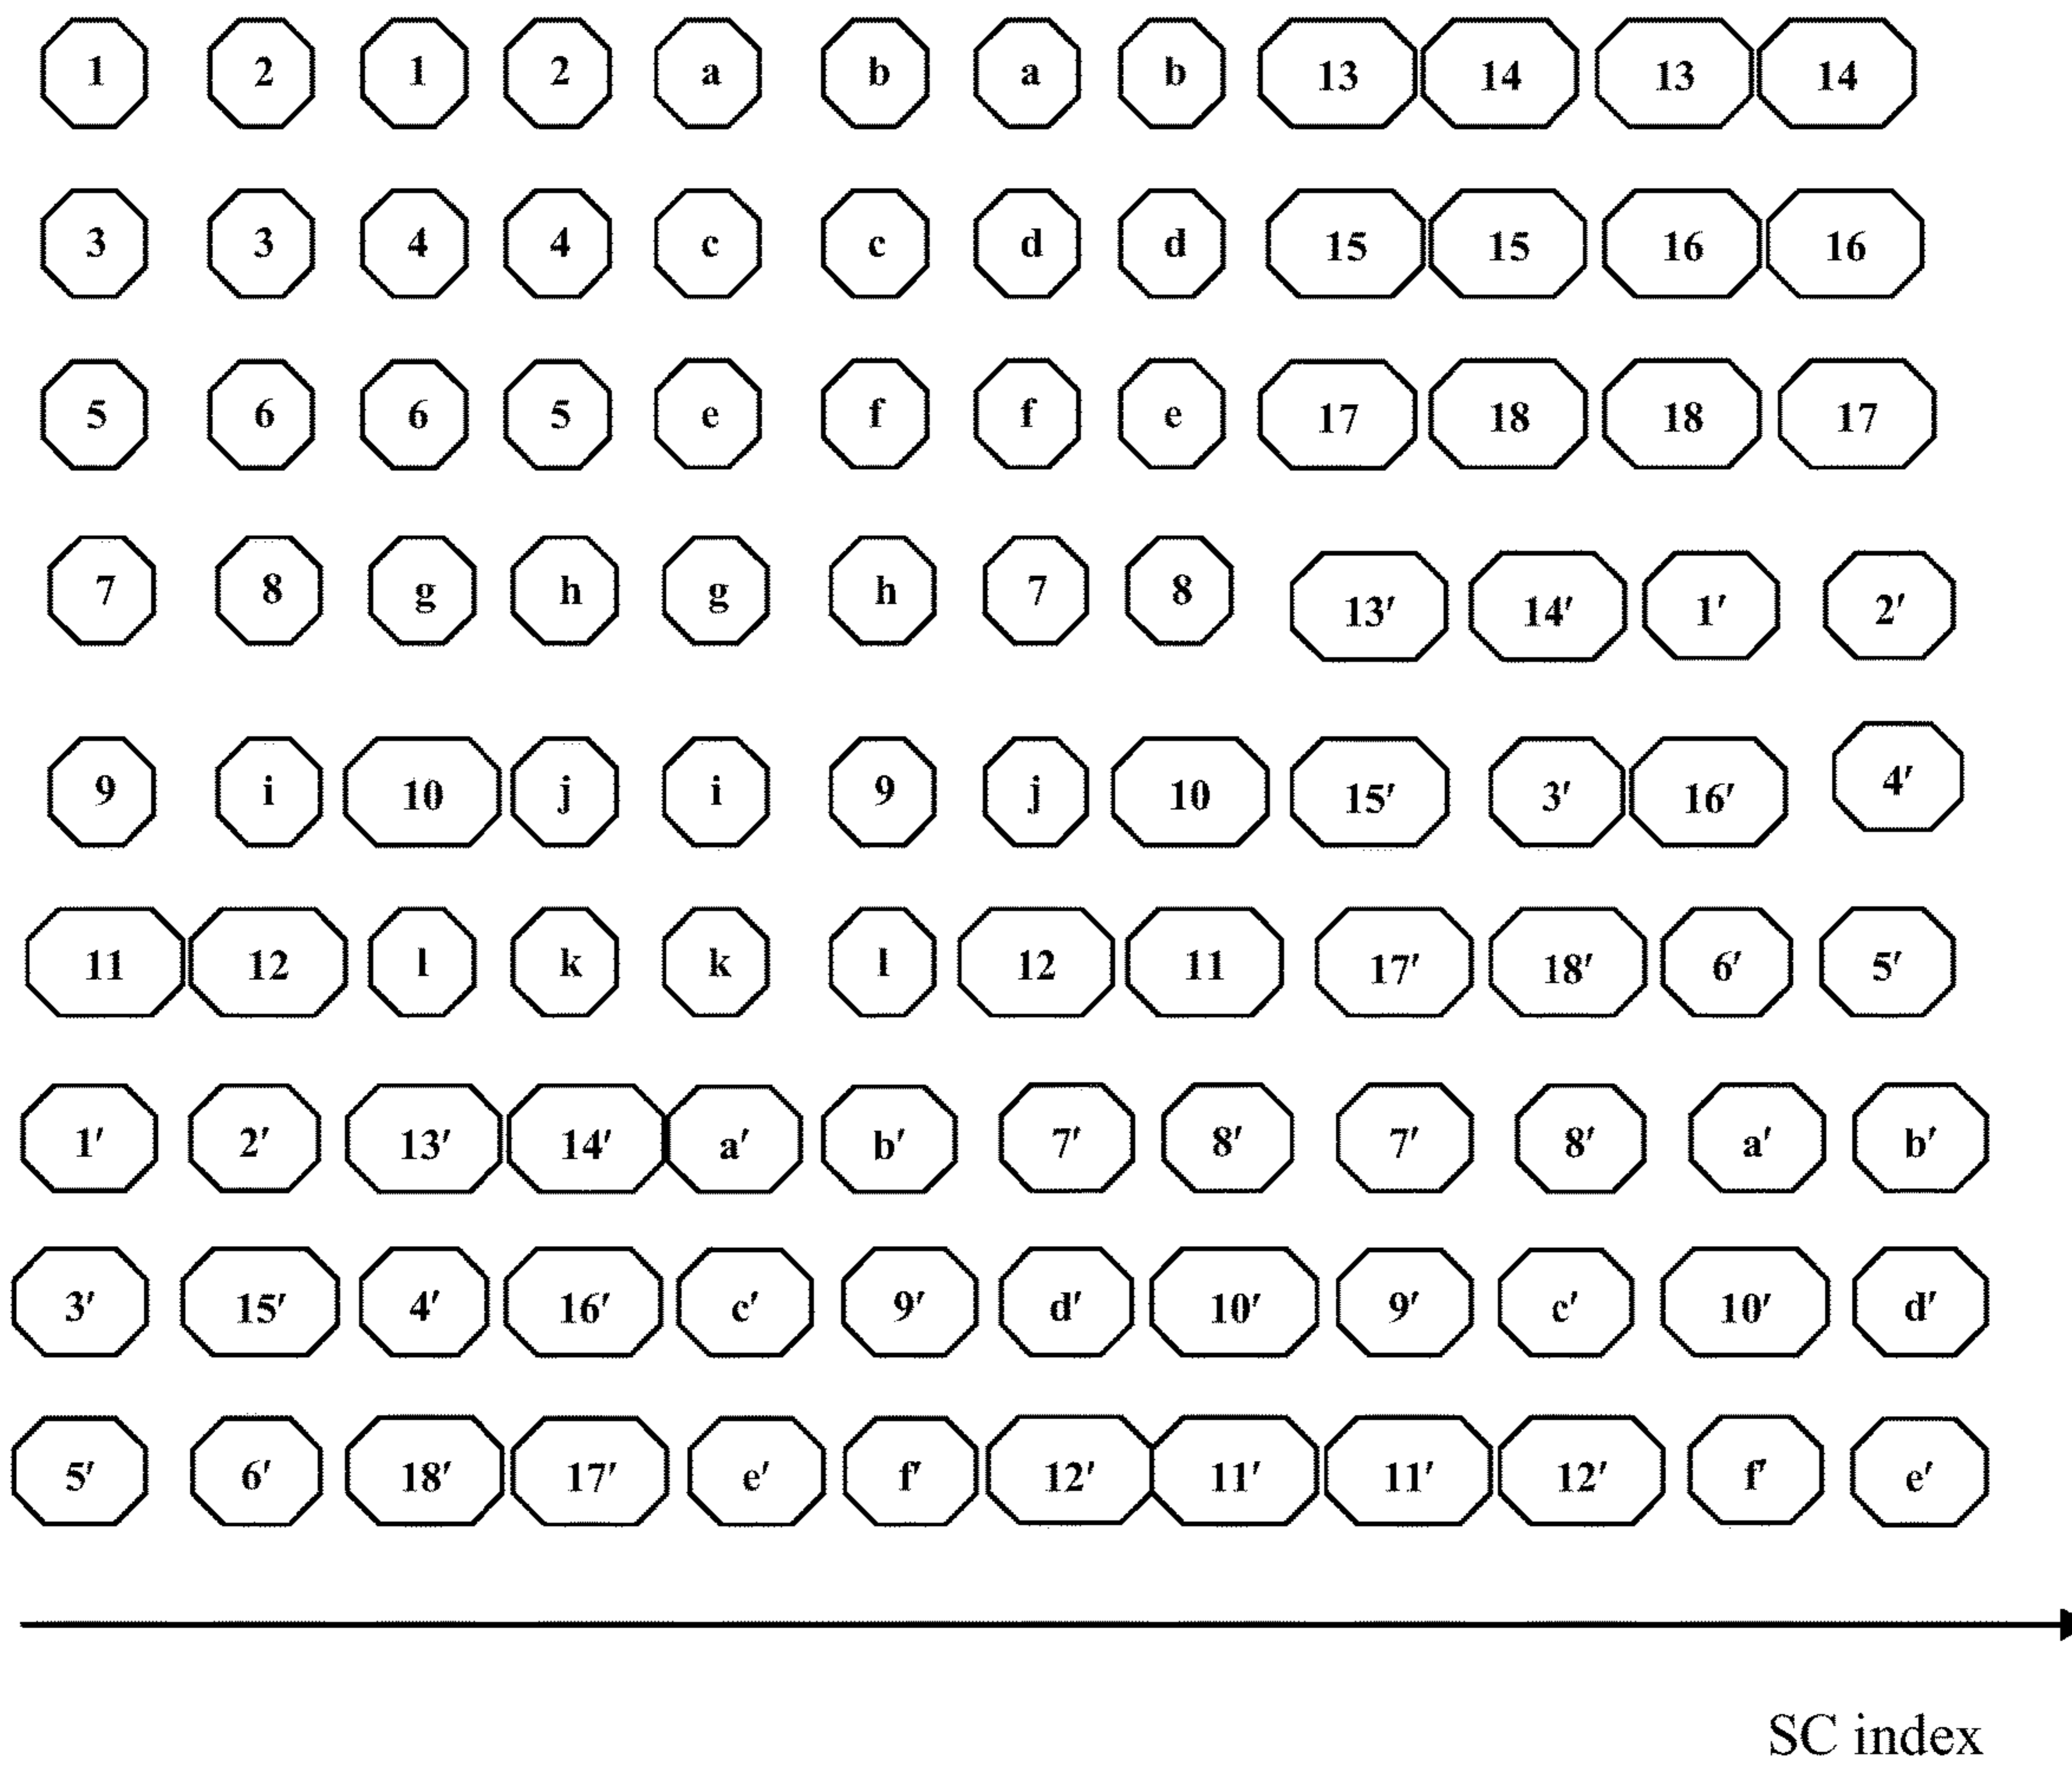 1 2 1 2 a b a b 13 14 13 14
3 3 4 4 c c d d 15 15 16 16
5 6 6 5 e f f e 17 18 18 17
7 8 g h g h 7 8 13′ 14′ 1′ 2′
9 i 10 j i 9 j 10 15′ 3′ 16′ 4′
11 12 l k k l 12 11 17′ 18′ 6′ 5′
1′ 2′ 13′ 14′ a′ b′ 7′ 8′ 7′ 8′ a′ b′
3′ 15′ 4′ 16′ c′ 9′ d′ 10′ 9′ c′ 10′ d′
5′ 6′ 18′ 17′ e′ f′ 12′ 11′ 11′ 12′ f′ e′
SC index